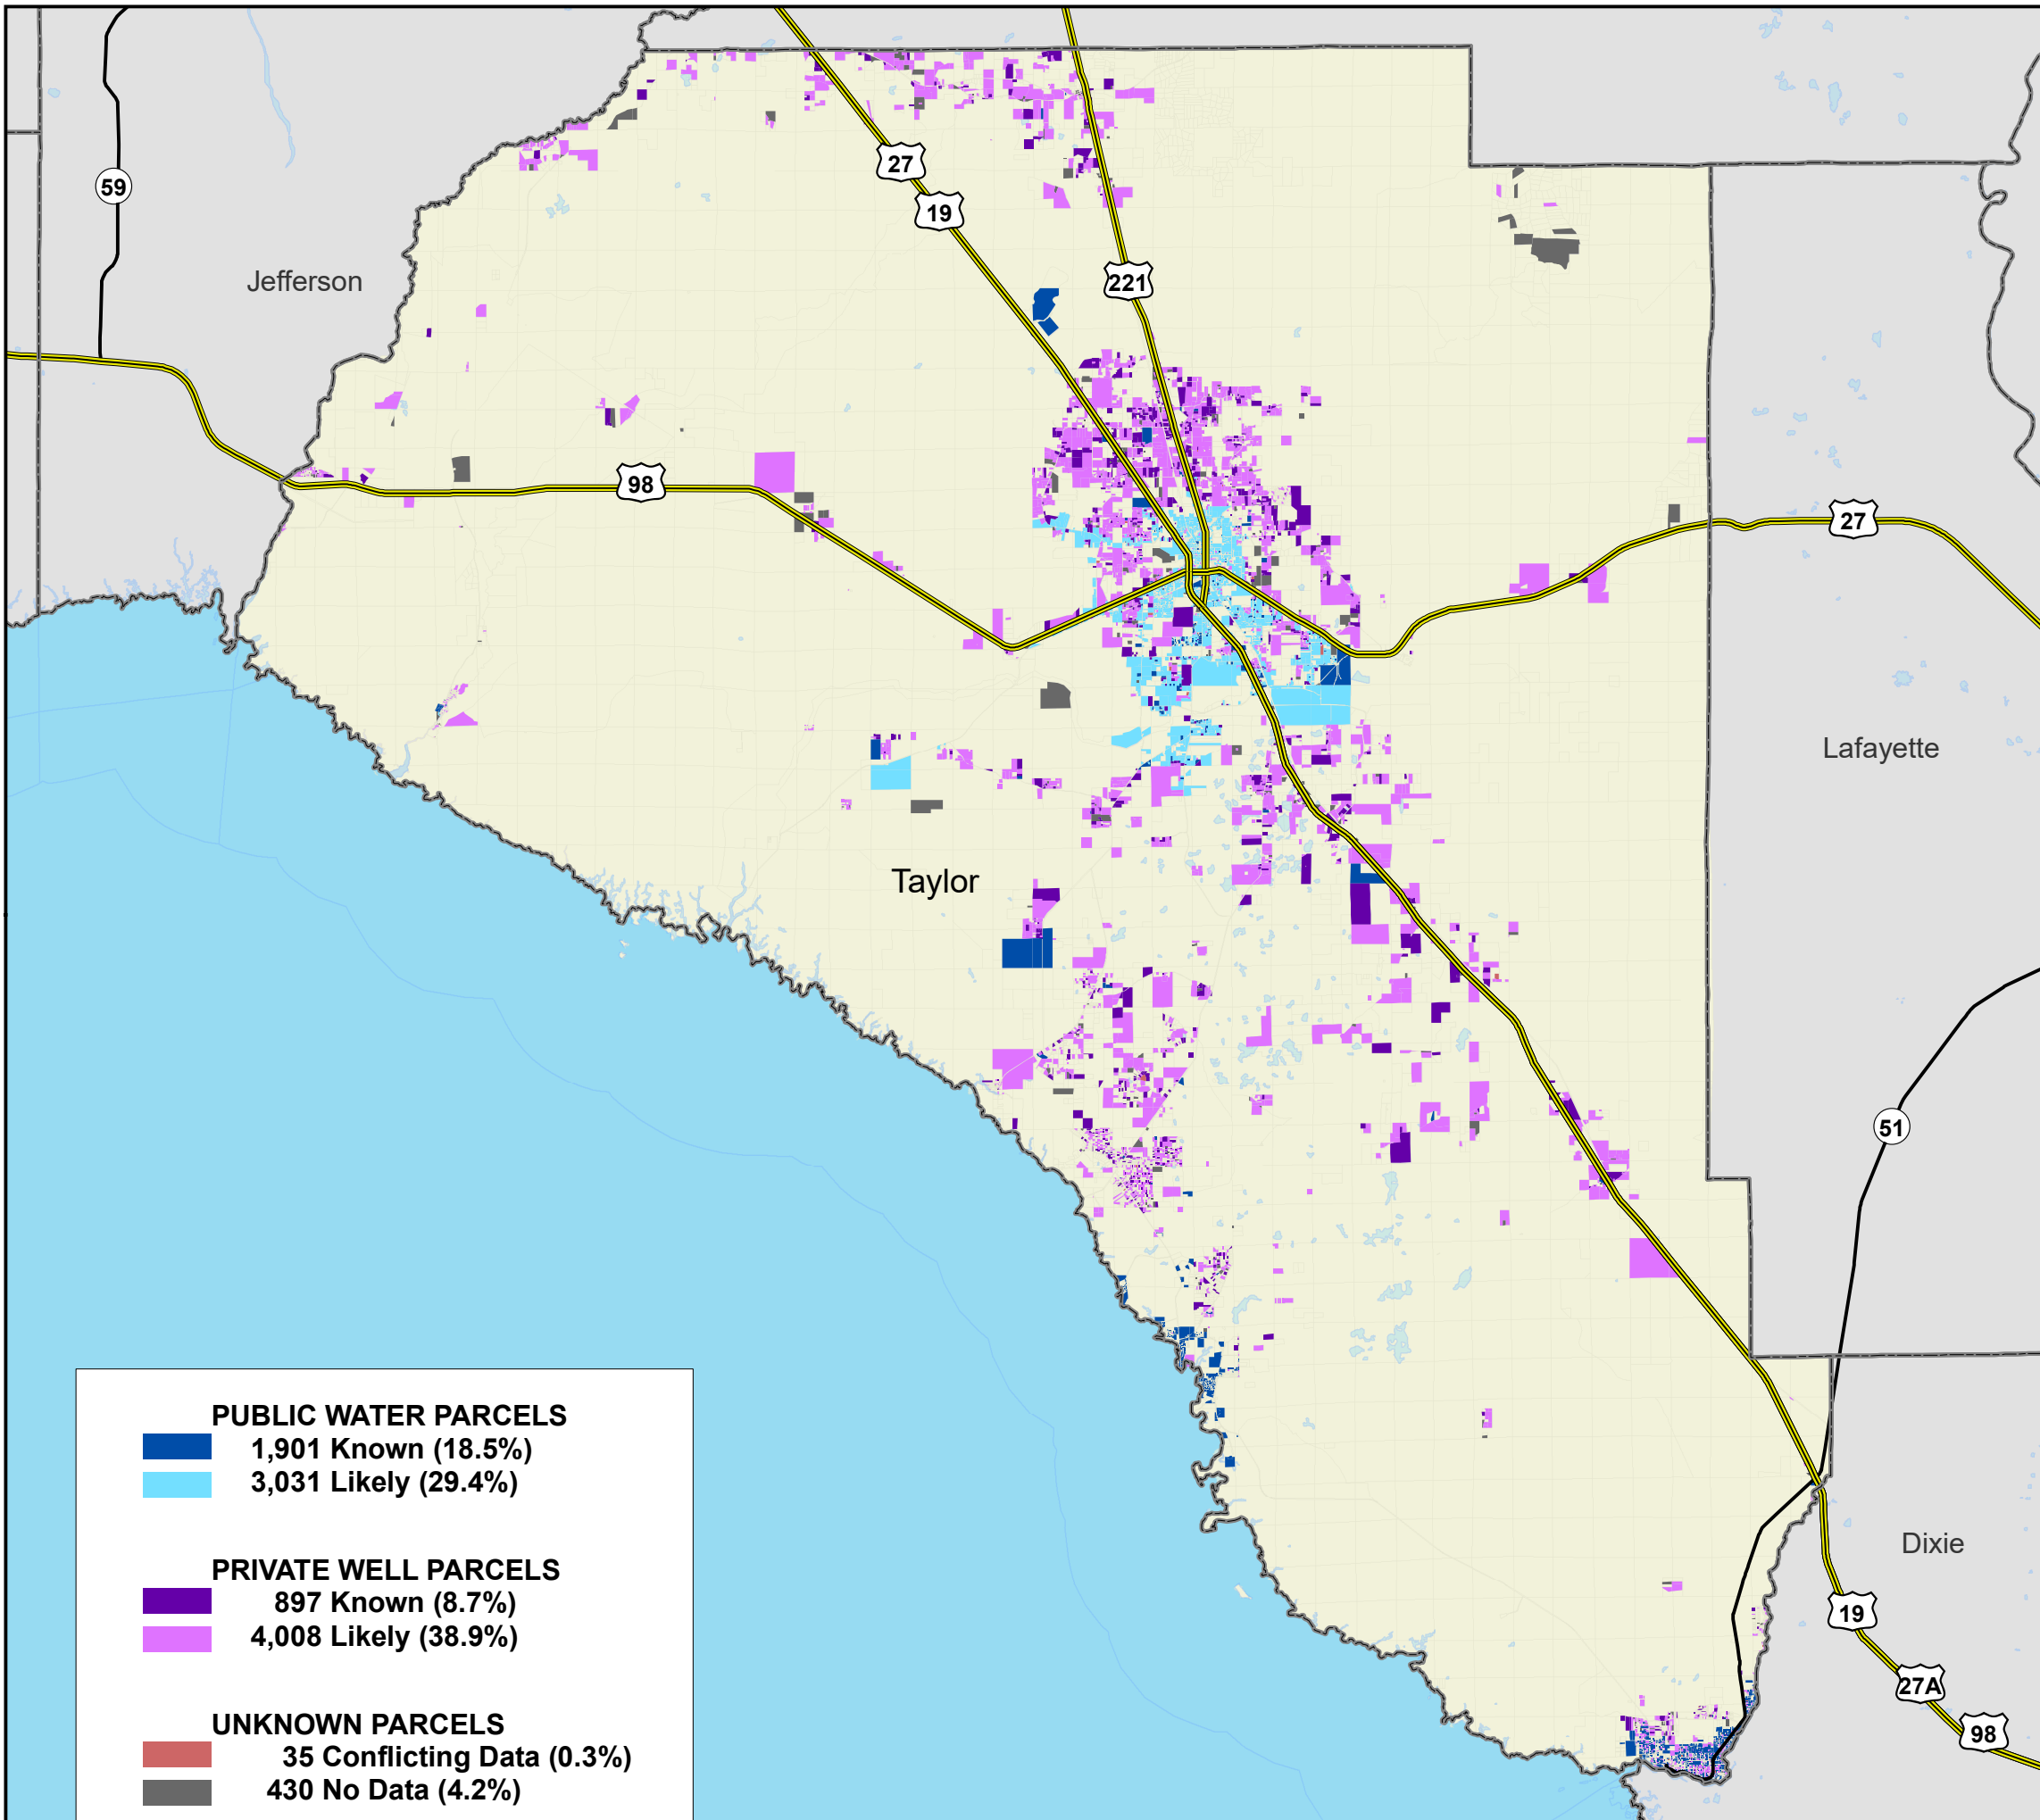 59
27
19
221
Jefferson
98
27
Lafayette
Taylor
51
PUBLIC WATER PARCELS
1,901 Known (18.5%)
3,031 Likely (29.4%)
PRIVATE WELL PARCELS
897 Known (8.7%)
4,008 Likely (38.9%)
UNKNOWN PARCELS
35 Conflicting Data (0.3%)
430 No Data (4.2%)
Dixie
19
27A
98